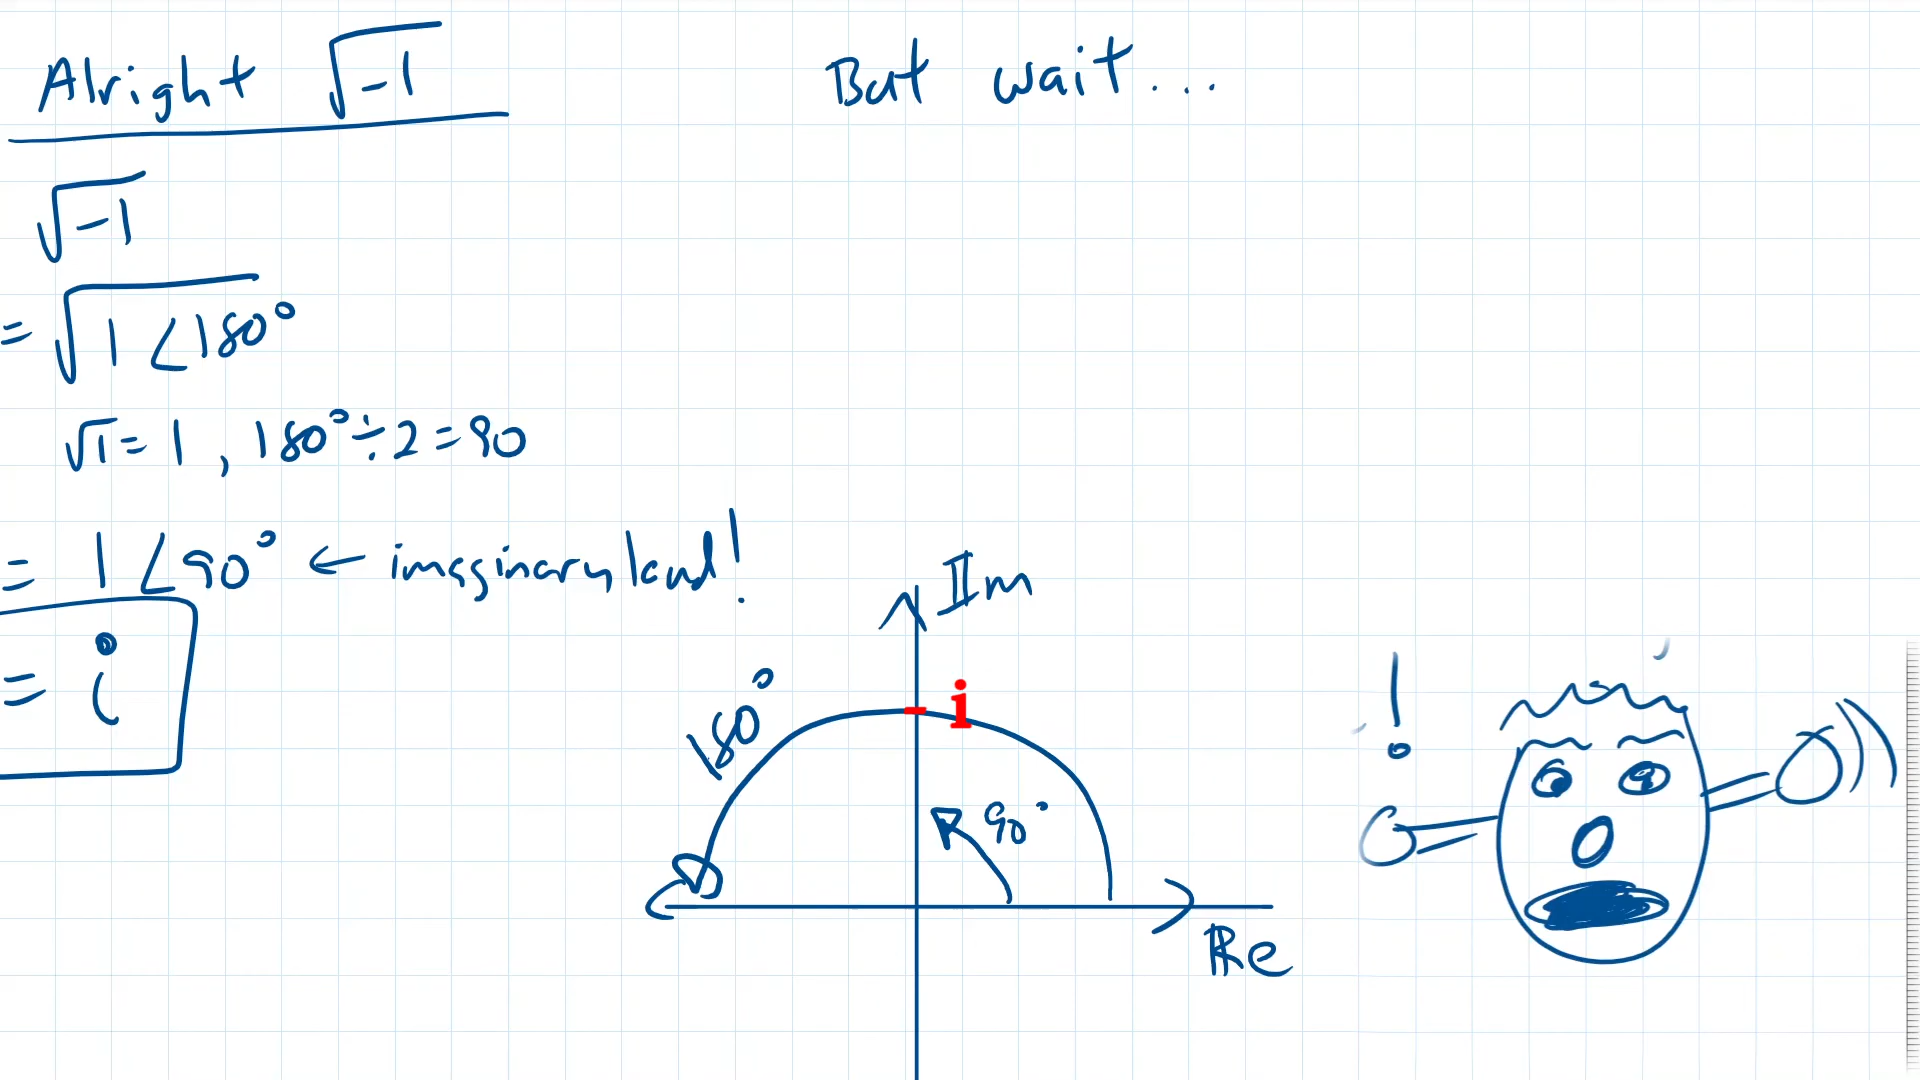 Alright √-1
But wait...
√-1
= √1∠180°
√1 = 1 , 180° ÷ 2 = 90
= 1∠90° ← imaginary land!
= i
Im
180°
i
90°
Re
!